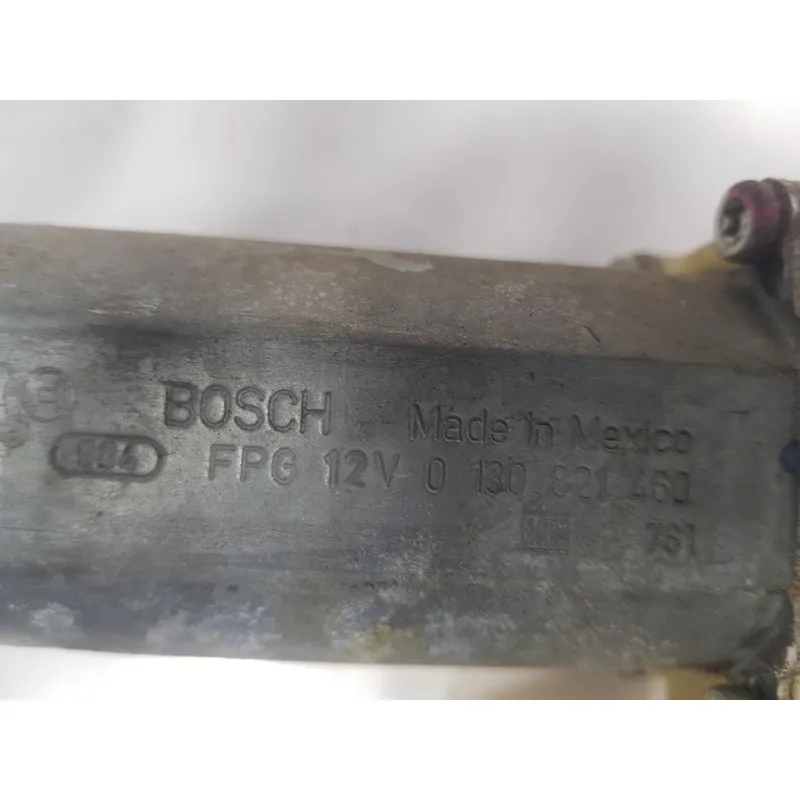 BOSCH Made in Mexico
FPG 12V 0 130 821 460
761